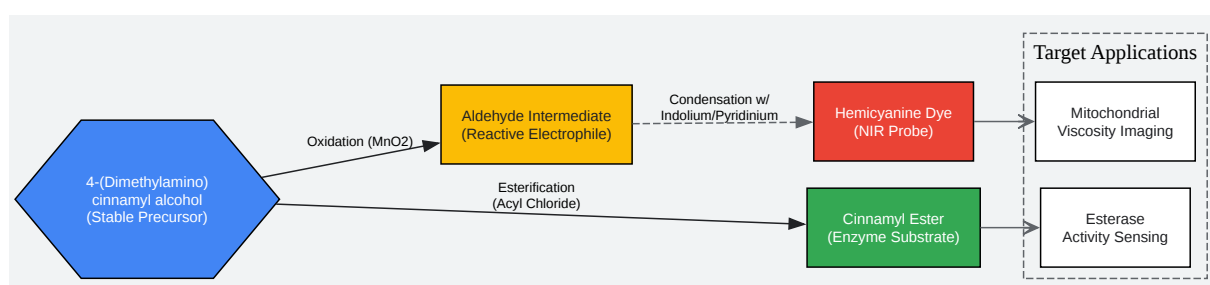 4-(Dimethylamino)
cinnamyl alcohol
(Stable Precursor)
Oxidation (MnO2)
Aldehyde Intermediate
(Reactive Electrophile)
Condensation w/
Indolium/Pyridinium
Hemicyanine Dye
(NIR Probe)
Target Applications
Mitochondrial
Viscosity Imaging
Esterification
(Acyl Chloride)
Cinnamyl Ester
(Enzyme Substrate)
Esterase
Activity Sensing